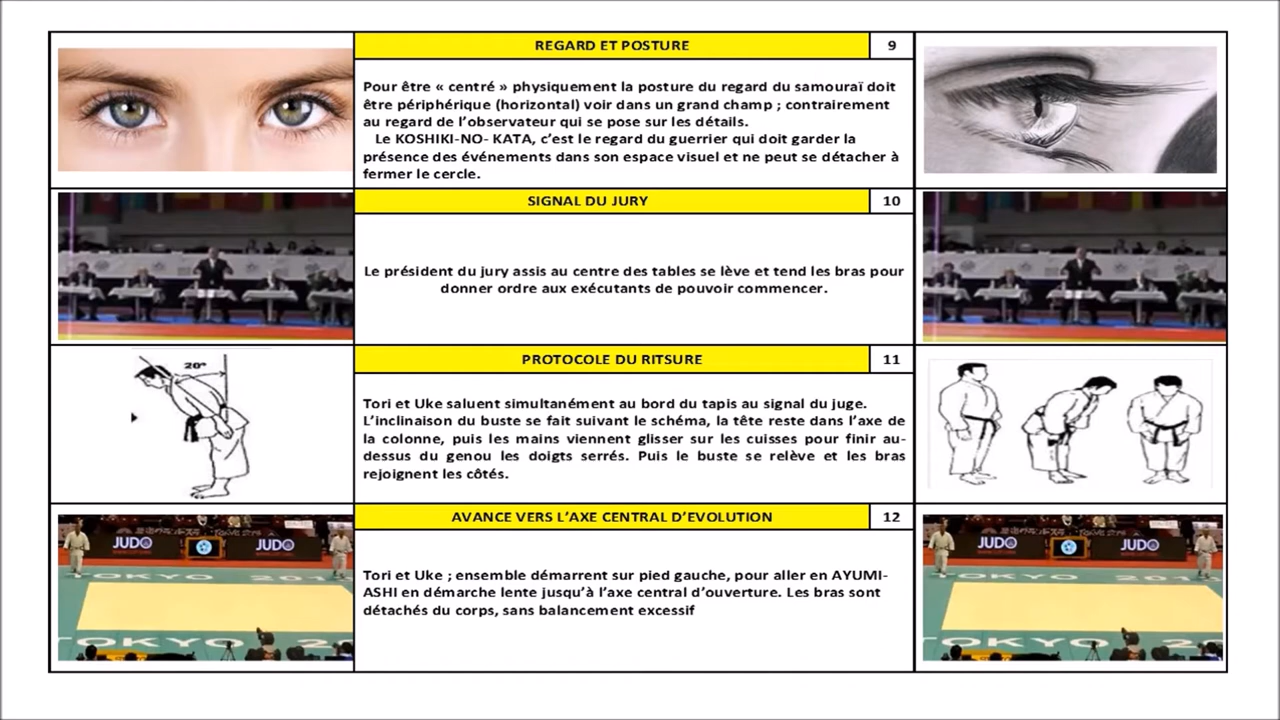 REGARD ET POSTURE 9
Pour être « centré » physiquement la posture du regard du samouraï doit
être périphérique (horizontal) voir dans un grand champ ; contrairement
au regard de l'observateur qui se pose sur les détails.
Le KOSHIKI-NO- KATA, c'est le regard du guerrier qui doit garder la
présence des événements dans son espace visuel et ne peut se détacher à
fermer le cercle.
SIGNAL DU JURY 10
Le président du jury assis au centre des tables se lève et tend les bras pour
donner ordre aux exécutants de pouvoir commencer.
PROTOCOLE DU RITSURE 11
20°
Tori et Uke saluent simultanément au bord du tapis au signal du juge.
L'inclinaison du buste se fait suivant le schéma, la tête reste dans l'axe de
la colonne, puis les mains viennent glisser sur les cuisses pour finir au-
dessus du genou les doigts serrés. Puis le buste se relève et les bras
rejoignent les côtés.
AVANCE VERS L'AXE CENTRAL D'EVOLUTION 12
Tori et Uke ; ensemble démarrent sur pied gauche, pour aller en AYUMI-
ASHI en démarche lente jusqu'à l'axe central d'ouverture. Les bras sont
détachés du corps, sans balancement excessif
JUDO JUDO
TOKYO 201
TOKYO 2
JUDO JUDO
TOKYO 201
TOKYO 2